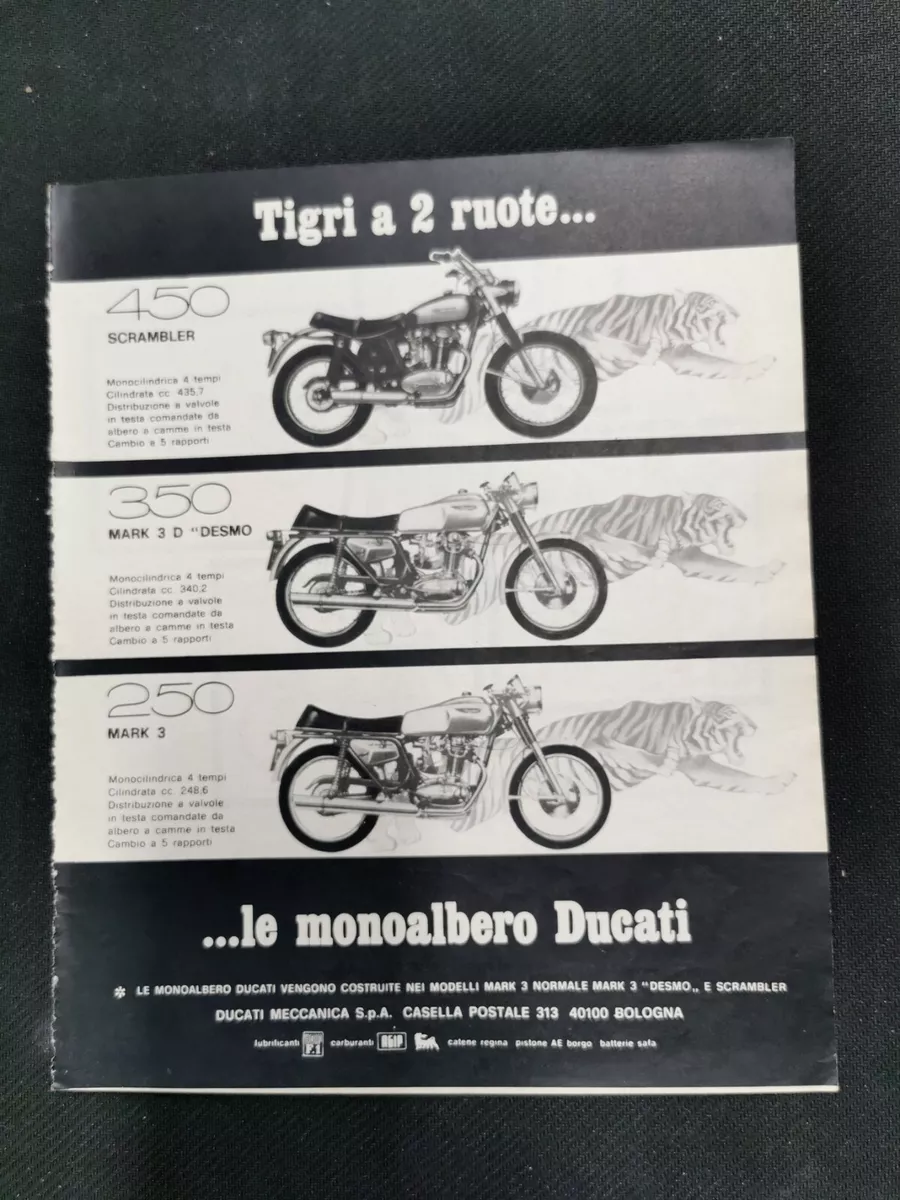 Tigri a 2 ruote...
450
SCRAMBLER
Monocilindrica 4 tempi
Cilindrata cc 435,7
Distribuzione a valvole
in testa comandate da
albero a camme in testa
Cambio a 5 rapporti
350
MARK 3 D "DESMO
Monocilindrica 4 tempi
Cilindrata cc 340,2
Distribuzione a valvole
in testa comandate da
albero a camme in testa
Cambio a 5 rapporti
250
MARK 3
Monocilindrica 4 tempi
Cilindrata cc 248,6
Distribuzione a valvole
in testa comandate da
albero a camme in testa
Cambio a 5 rapporti
...le monoalbero Ducati
* LE MONOALBERO DUCATI VENGONO COSTRUITE NEI MODELLI MARK 3 NORMALE MARK 3 "DESMO„ E SCRAMBLER
DUCATI MECCANICA S.p.A. CASELLA POSTALE 313 40100 BOLOGNA
lubrificanti F.1 carburanti AGIP catene regina pistone AE borgo batterie safa